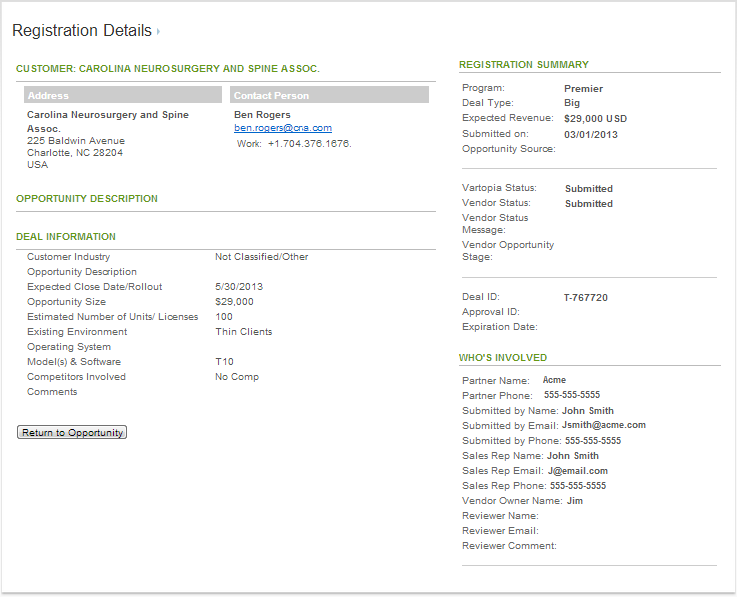 Registration Details
CUSTOMER: CAROLINA NEUROSURGERY AND SPINE ASSOC.
Address
Contact Person
Carolina Neurosurgery and Spine
Assoc.
225 Baldwin Avenue
Charlotte, NC 28204
USA
Ben Rogers
ben.rogers@cna.com
Work: +1.704.376.1676.
OPPORTUNITY DESCRIPTION
DEAL INFORMATION
Customer Industry Not Classified/Other
Opportunity Description
Expected Close Date/Rollout 5/30/2013
Opportunity Size $29,000
Estimated Number of Units/ Licenses 100
Existing Environment Thin Clients
Operating System
Model(s) & Software T10
Competitors Involved No Comp
Comments
Return to Opportunity
REGISTRATION SUMMARY
Program: Premier
Deal Type: Big
Expected Revenue: $29,000 USD
Submitted on: 03/01/2013
Opportunity Source:
Vartopia Status: Submitted
Vendor Status: Submitted
Vendor Status
Message:
Vendor Opportunity
Stage:
Deal ID: T-767720
Approval ID:
Expiration Date:
WHO'S INVOLVED
Partner Name: Acme
Partner Phone: 555-555-5555
Submitted by Name: John Smith
Submitted by Email: Jsmith@acme.com
Submitted by Phone: 555-555-5555
Sales Rep Name: John Smith
Sales Rep Email: J@email.com
Sales Rep Phone: 555-555-5555
Vendor Owner Name: Jim
Reviewer Name:
Reviewer Email:
Reviewer Comment: